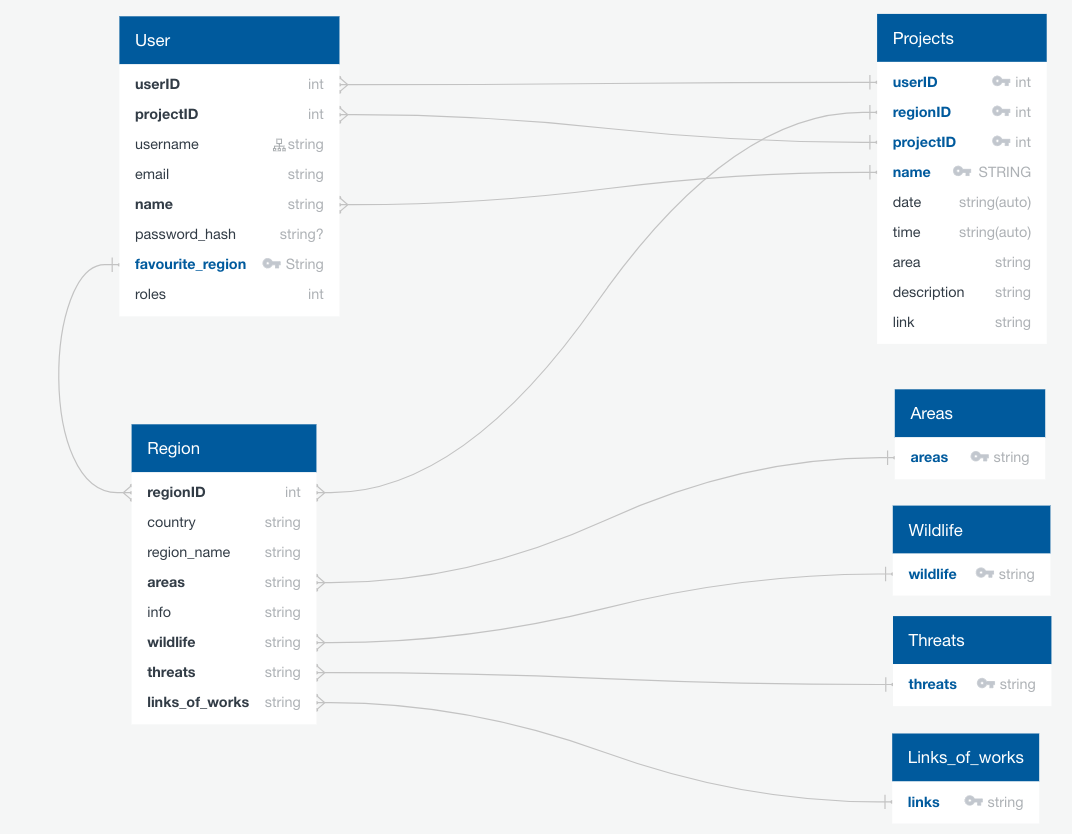 User
userID int
projectID int
username string
email string
name string
password_hash string?
favourite_region String
roles int
Projects
userID int
regionID int
projectID int
name STRING
date string(auto)
time string(auto)
area string
description string
link string
Region
regionID int
country string
region_name string
areas string
info string
wildlife string
threats string
links_of_works string
Areas
areas string
Wildlife
wildlife string
Threats
threats string
Links_of_works
links string